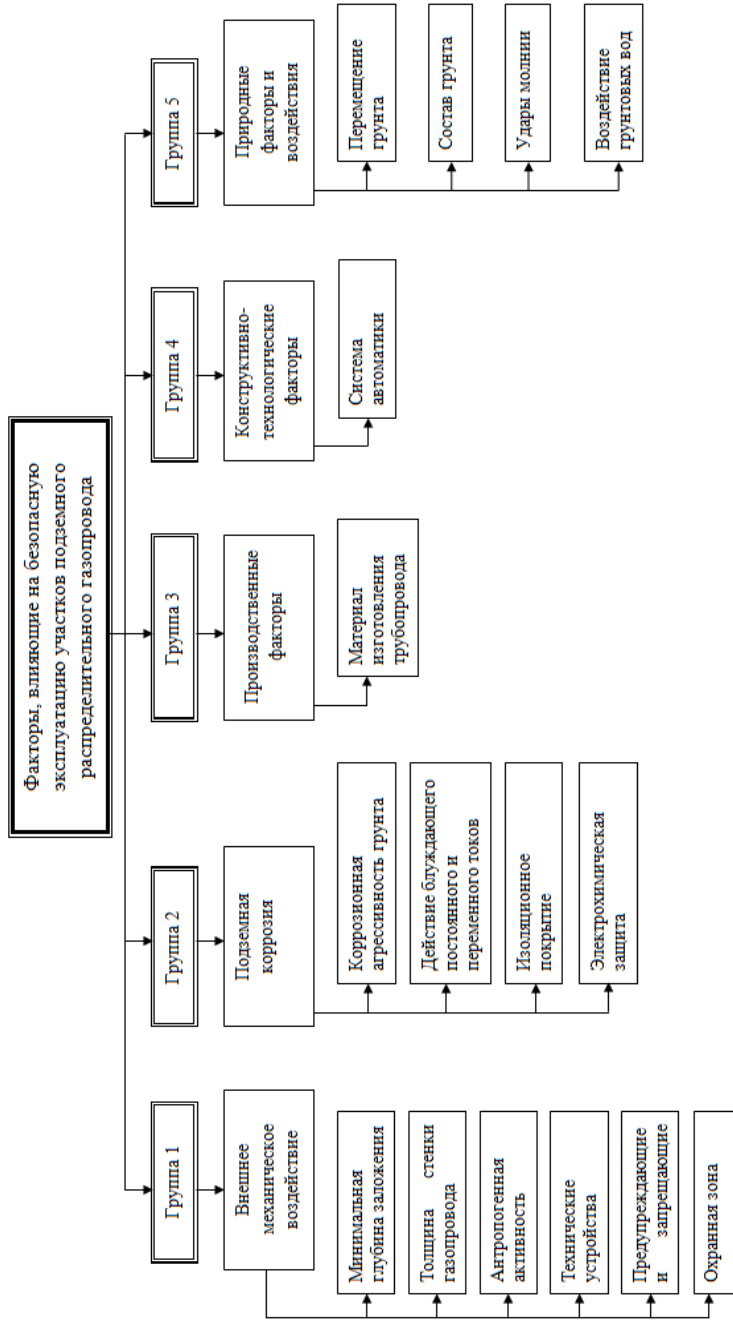 Факторы, влияющие на безопасную
эксплуатацию участков подземного
распределительного газопровода
Группа 1
Внешнее
механическое
воздействие
Минимальная
глубина заложения
Толщина стенки
газопровода
Антропогенная
активность
Технические
устройства
Предупреждающие
и запрещающие
Охранная зона
Группа 2
Подземная
коррозия
Коррозионная
агрессивность грунта
Действие блуждающего
постоянного и
переменного токов
Изоляционное
покрытие
Электрохимическая
защита
Группа 3
Производственные
факторы
Материал
изготовления
трубопровода
Группа 4
Конструктивно-
технологические
факторы
Система
автоматики
Группа 5
Природные
факторы и
воздействия
Перемещение
грунта
Состав грунта
Удары молнии
Воздействие
грунтовых вод